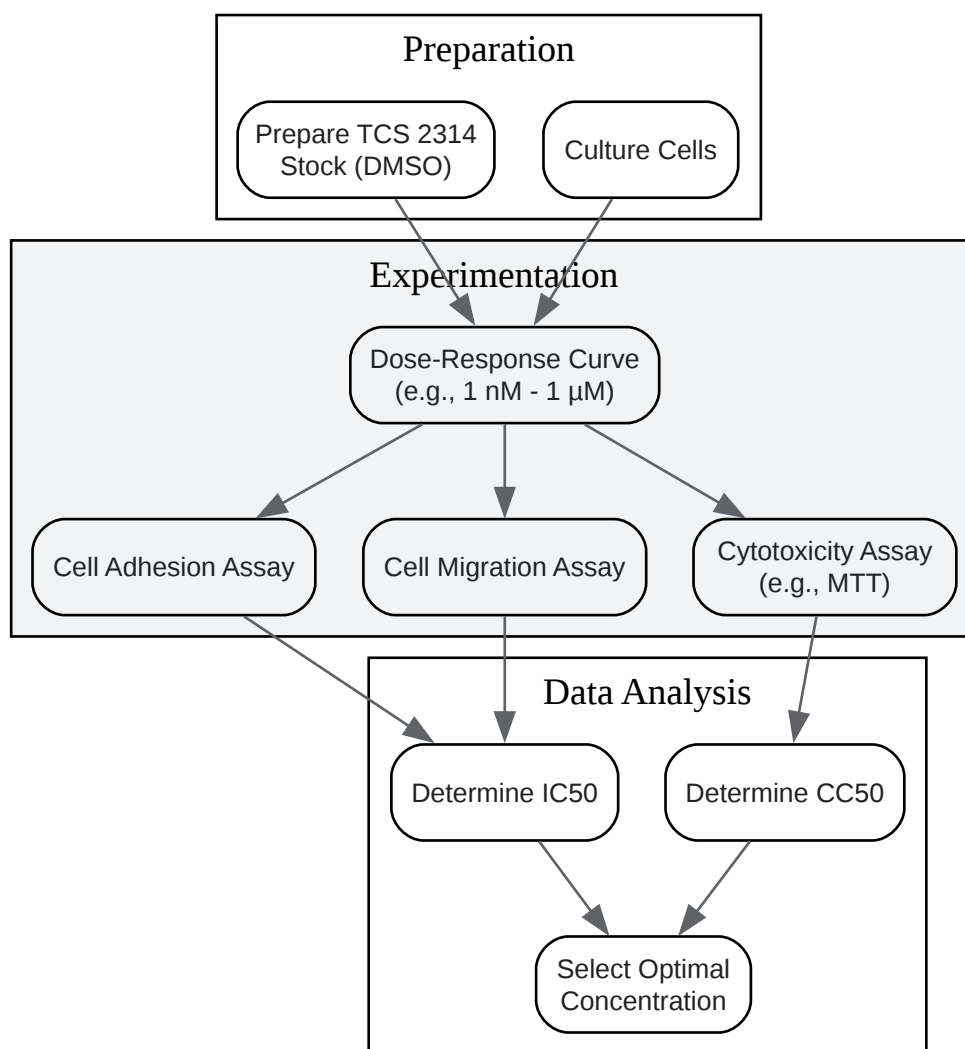 Preparation
Prepare TCS 2314
Stock (DMSO)
Culture Cells
Experimentation
Dose-Response Curve
(e.g., 1 nM - 1 µM)
Cell Adhesion Assay
Cell Migration Assay
Cytotoxicity Assay
(e.g., MTT)
Data Analysis
Determine IC50
Determine CC50
Select Optimal
Concentration